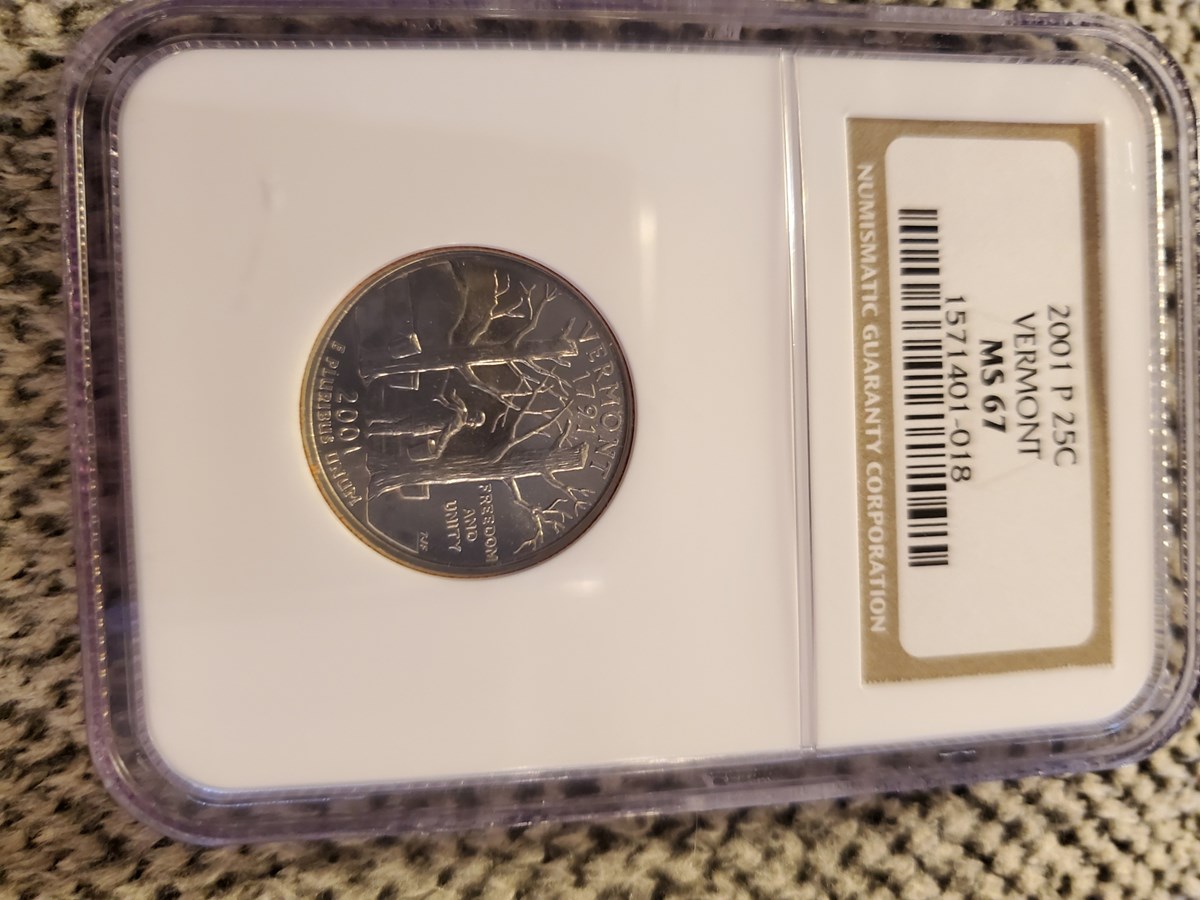 2001 P 25C
VERMONT
MS 67
1571401-018
NUMISMATIC GUARANTY CORPORATION
VERMONT
1791
FREEDOM
AND
UNITY
2001
E PLURIBUS UNUM